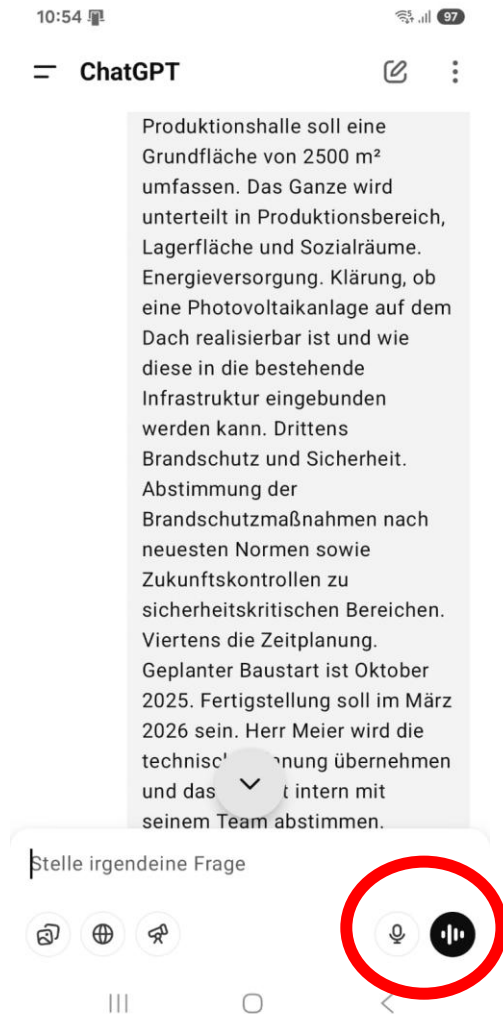 10:54 97
ChatGPT
Produktionshalle soll eine
Grundfläche von 2500 m²
umfassen. Das Ganze wird
unterteilt in Produktionsbereich,
Lagerfläche und Sozialräume.
Energieversorgung. Klärung, ob
eine Photovoltaikanlage auf dem
Dach realisierbar ist und wie
diese in die bestehende
Infrastruktur eingebunden
werden kann. Drittens
Brandschutz und Sicherheit.
Abstimmung der
Brandschutzmaßnahmen nach
neuesten Normen sowie
Zukunftskontrollen zu
sicherheitskritischen Bereichen.
Viertens die Zeitplanung.
Geplanter Baustart ist Oktober
2025. Fertigstellung soll im März
2026 sein. Herr Meier wird die
übernehmen
und das intern mit
seinem Team abstimmen.
Stelle irgendeine Frage